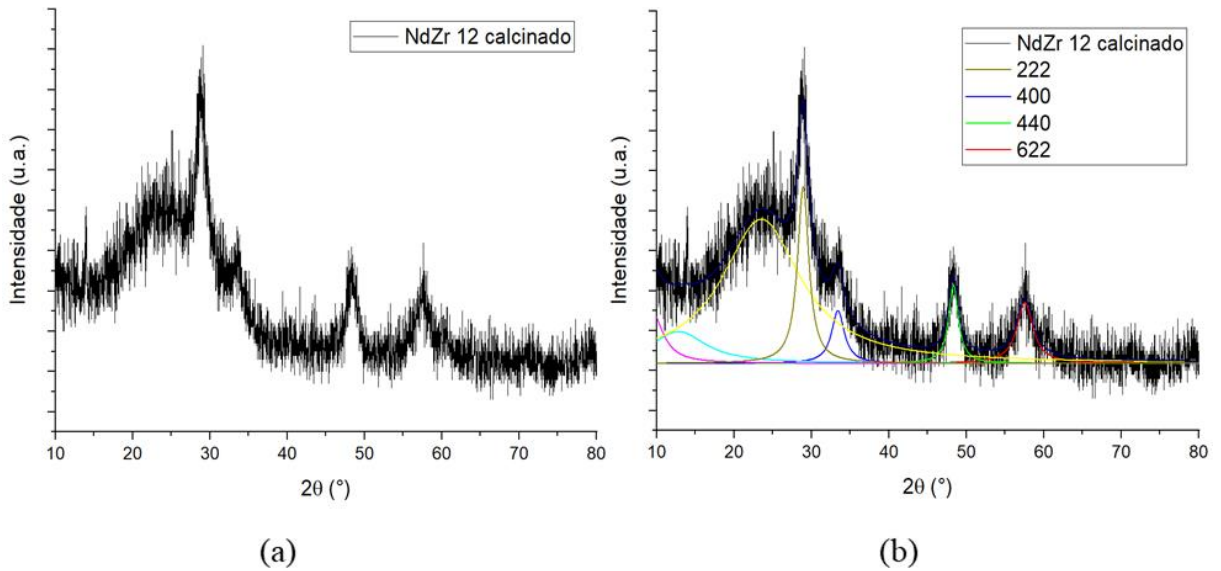 NdZr 12 calcinado
Intensidade (u.a.)
10 20 30 40 50 60 70 80
2θ (°)
(a)
NdZr 12 calcinado
222
400
440
622
Intensidade (u.a.)
10 20 30 40 50 60 70 80
2θ (°)
(b)